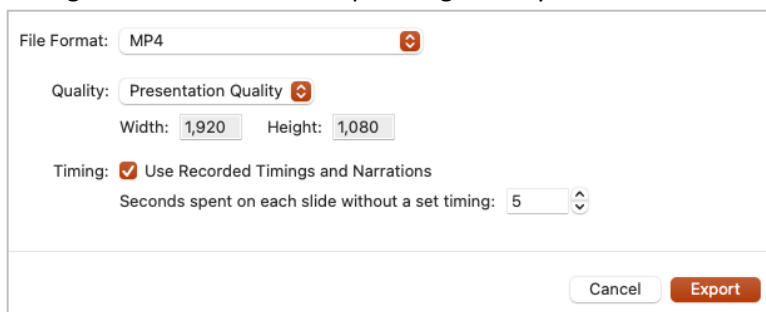 File Format: MP4
Quality: Presentation Quality
Width: 1,920 Height: 1,080
Timing: Use Recorded Timings and Narrations
Seconds spent on each slide without a set timing: 5
Cancel Export